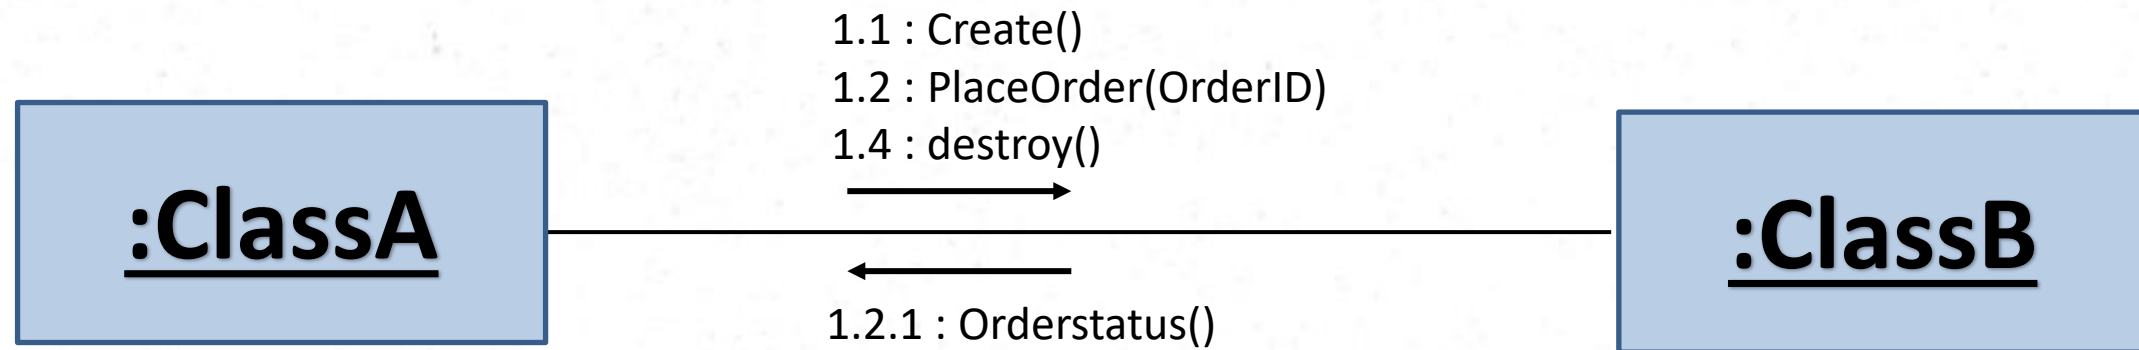 1.1 : Create()
1.2 : PlaceOrder(OrderID)
1.4 : destroy()
:ClassA
:ClassB
1.2.1 : Orderstatus()